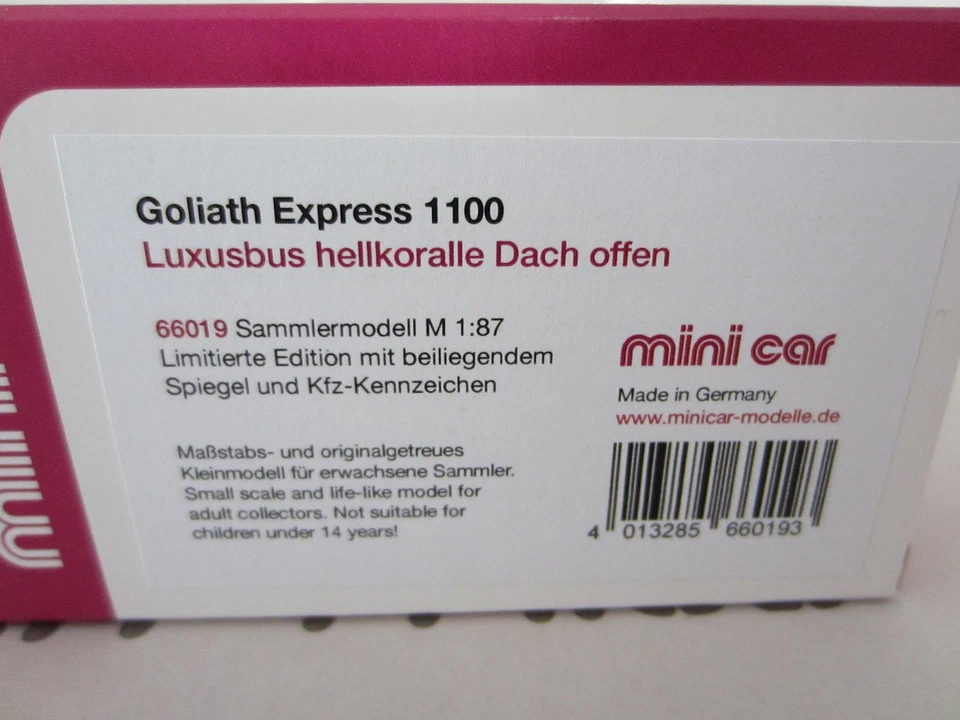 Goliath Express 1100
Luxusbus hellkoralle Dach offen
66019 Sammlermodell M 1:87
Limitierte Edition mit beiliegendem
Spiegel und Kfz-Kennzeichen
Maßstabs- und originalgetreues
Kleinmodell für erwachsene Sammler.
Small scale and life-like model for
adult collectors. Not suitable for
children under 14 years!
mini car
Made in Germany
www.minicar-modelle.de
4 013285 660193